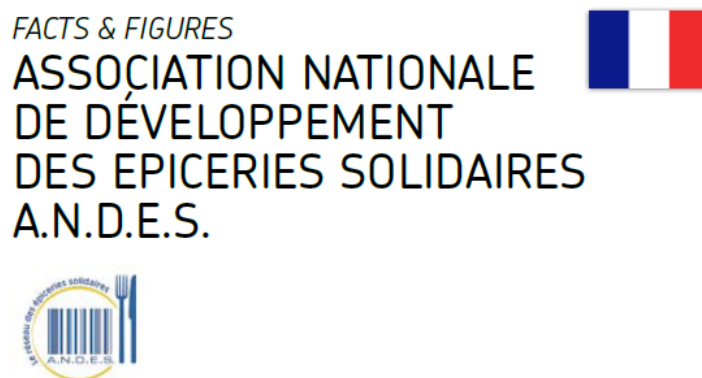 FACTS & FIGURES
ASSOCIATION NATIONALE
DE DÉVELOPPEMENT
DES EPICERIES SOLIDAIRES
A.N.D.E.S.
Le réseau des épiceries solidaires
A.N.D.E.S.